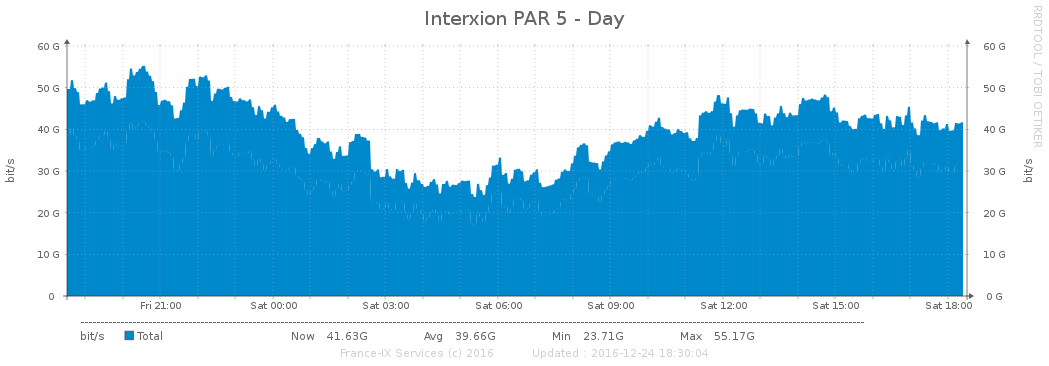 Interxion PAR 5 - Day
RRDTOOL / TOBI OETIKER
60 G 60 G
50 G 50 G
40 G 40 G
30 G 30 G
20 G 20 G
10 G 10 G
0 0 G
bit/s bit/s
Fri 21:00 Sat 00:00 Sat 03:00 Sat 06:00 Sat 09:00 Sat 12:00 Sat 15:00 Sat 18:00
bit/s Total Now 41.63G Avg 39.66G Min 23.71G Max 55.17G
France-IX Services (c) 2016 Updated : 2016-12-24 18:30:04